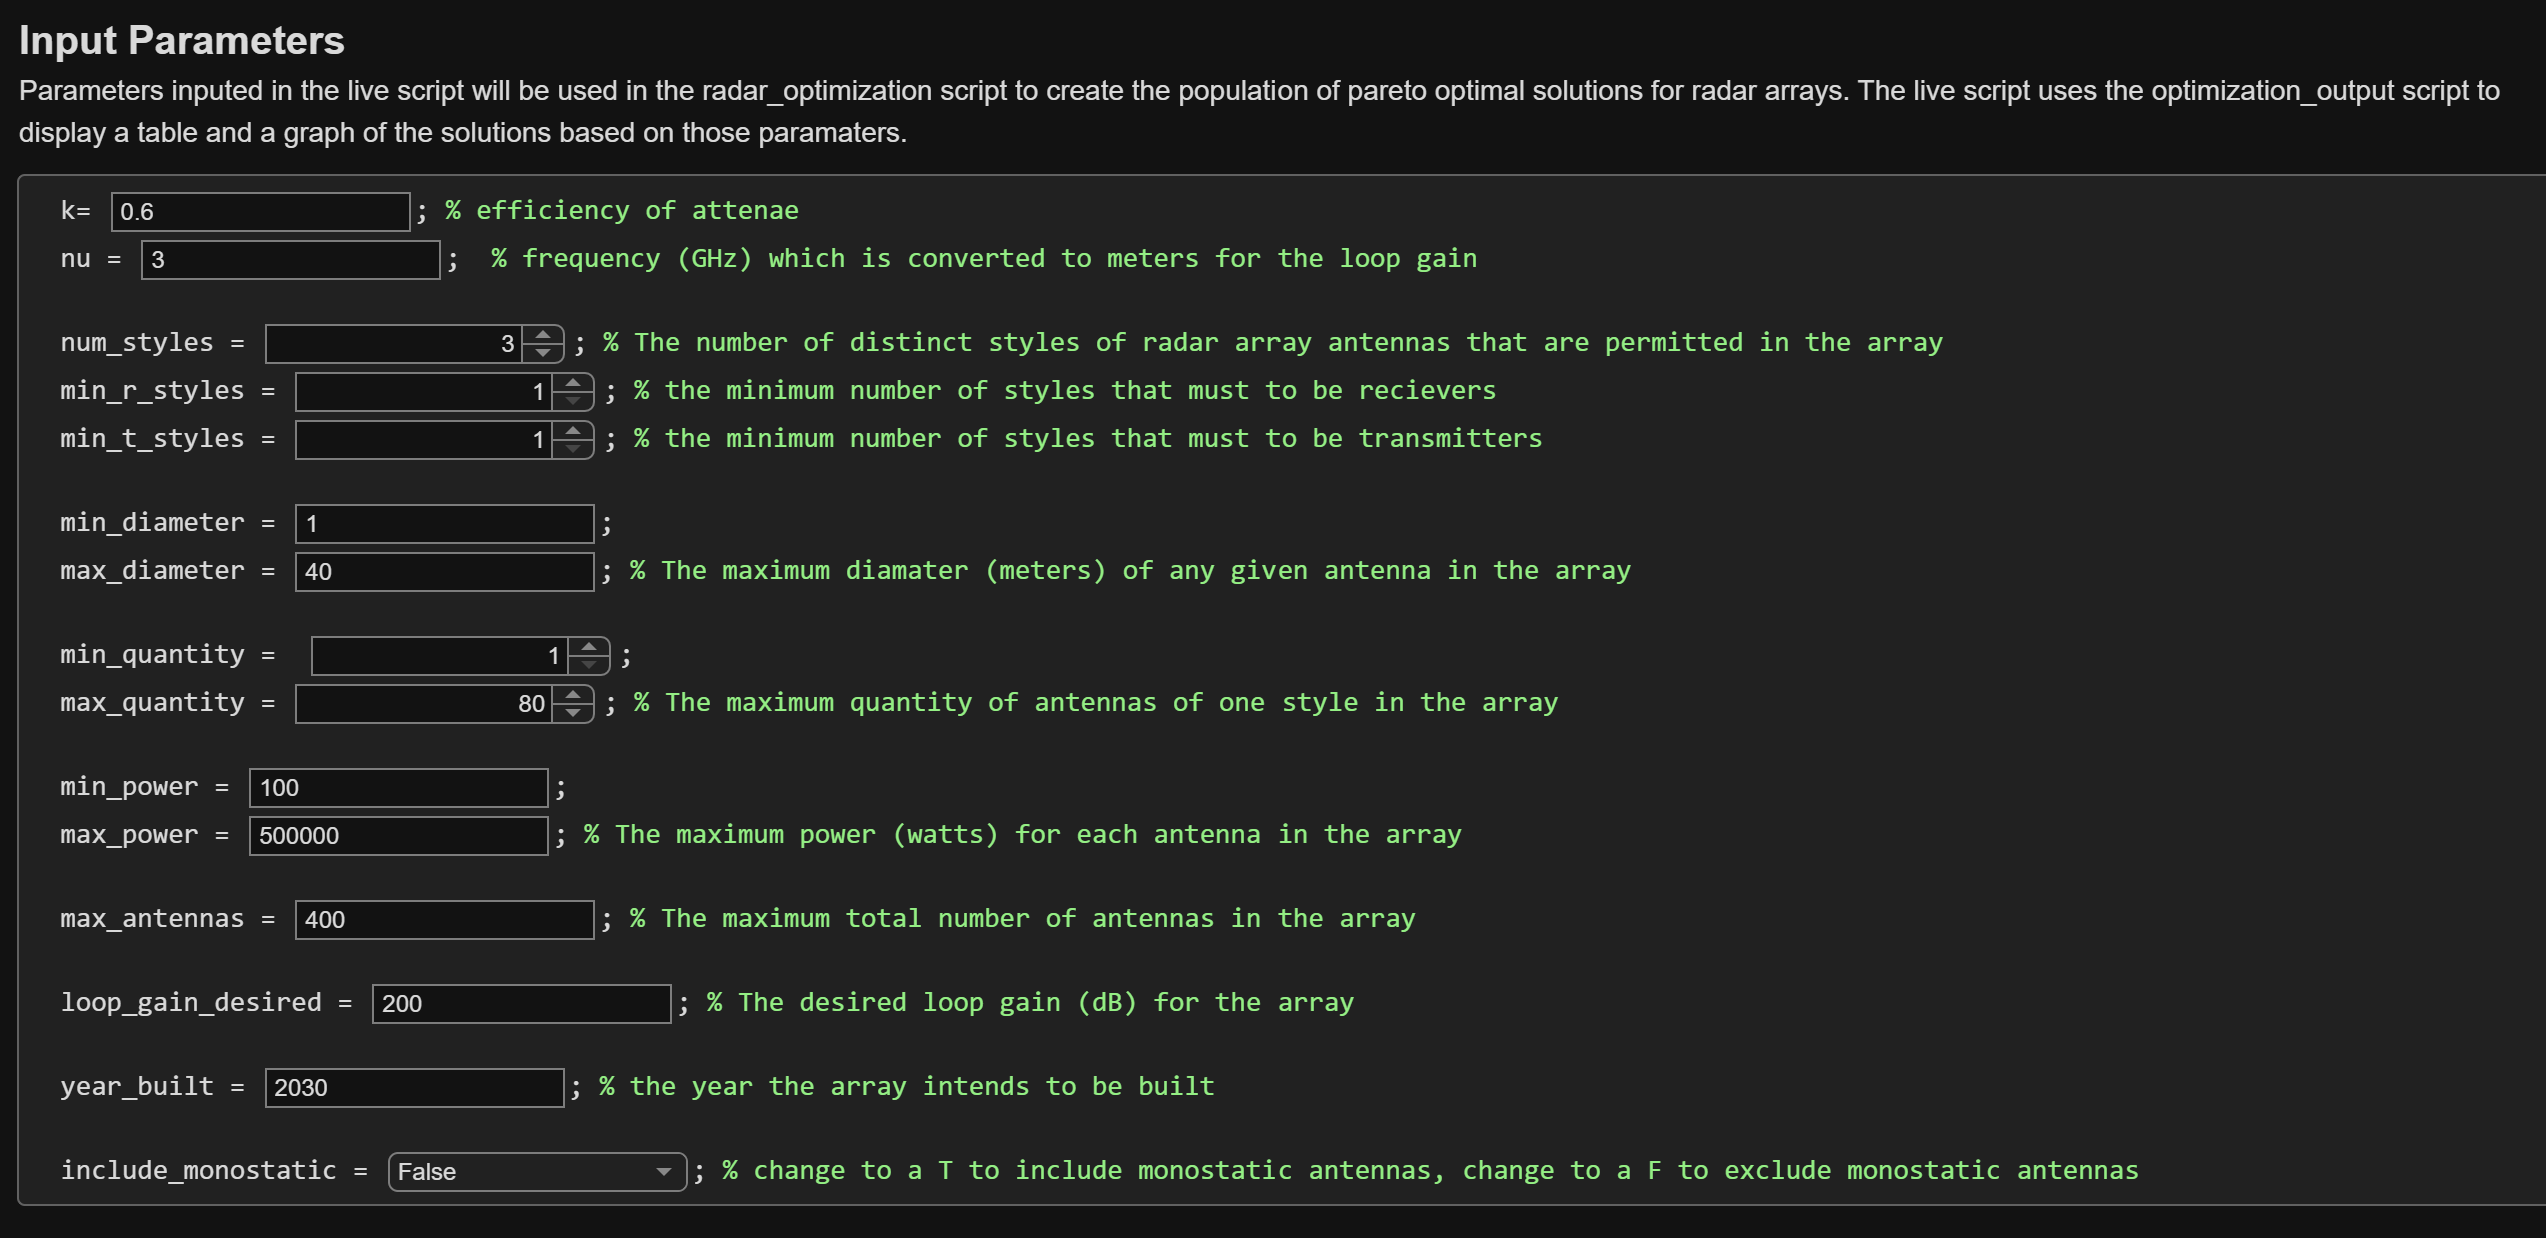 Input Parameters
Parameters inputed in the live script will be used in the radar_optimization script to create the population of pareto optimal solutions for radar arrays. The live script uses the optimization_output script to
display a table and a graph of the solutions based on those paramaters.
k= 0.6 ; % efficiency of attenae
nu = 3 ; % frequency (GHz) which is converted to meters for the loop gain
num_styles = 3 ; % The number of distinct styles of radar array antennas that are permitted in the array
min_r_styles = 1 ; % the minimum number of styles that must to be recievers
min_t_styles = 1 ; % the minimum number of styles that must to be transmitters
min_diameter = 1 ;
max_diameter = 40 ; % The maximum diamater (meters) of any given antenna in the array
min_quantity = 1 ;
max_quantity = 80 ; % The maximum quantity of antennas of one style in the array
min_power = 100 ;
max_power = 500000 ; % The maximum power (watts) for each antenna in the array
max_antennas = 400 ; % The maximum total number of antennas in the array
loop_gain_desired = 200 ; % The desired loop gain (dB) for the array
year_built = 2030 ; % the year the array intends to be built
include_monostatic = False ; % change to a T to include monostatic antennas, change to a F to exclude monostatic antennas